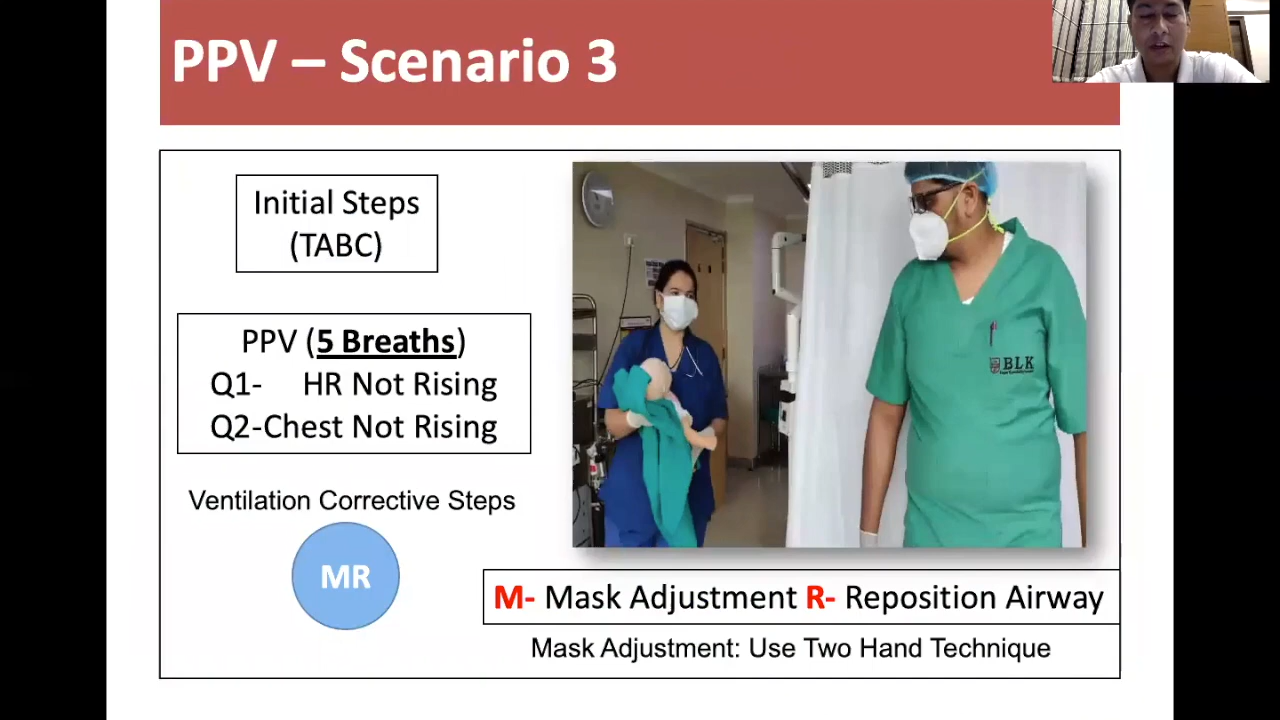 PPV – Scenario 3
Initial Steps
(TABC)
PPV (5 Breaths)
Q1- HR Not Rising
Q2-Chest Not Rising
Ventilation Corrective Steps
MR
BLK
M- Mask Adjustment R- Reposition Airway
Mask Adjustment: Use Two Hand Technique